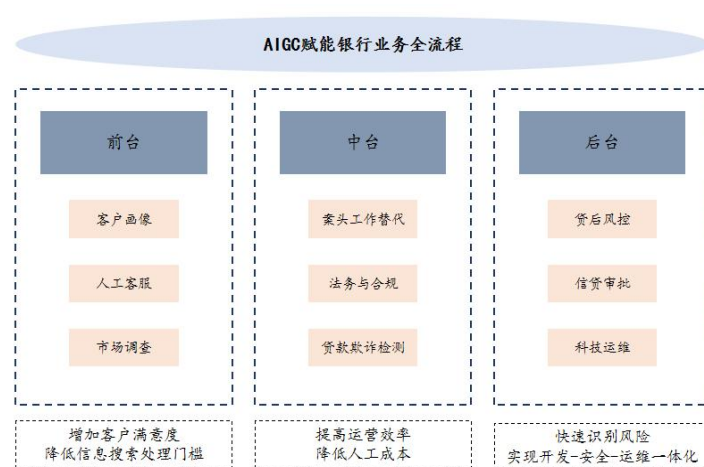 AIGC赋能银行业务全流程
前台
中台
后台
客户画像
案头工作替代
贷后风控
人工客服
法务与合规
信贷审批
市场调查
贷款欺诈检测
科技运维
增加客户满意度
降低信息搜索处理门槛
提高运营效率
降低人工成本
快速识别风险
实现开发-安全-运维一体化